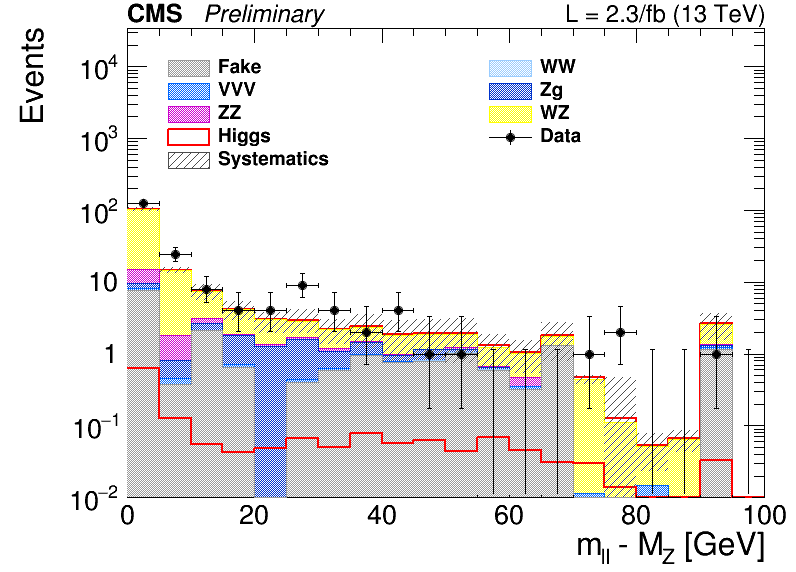 CMS Preliminary L = 2.3/fb (13 TeV)
Events
Fake
VVV
ZZ
Higgs
Systematics
WW
Zg
WZ
Data
10⁴
10³
10²
10
1
10⁻¹
10⁻²
0 20 40 60 80 100
m_ll - M_Z [GeV]